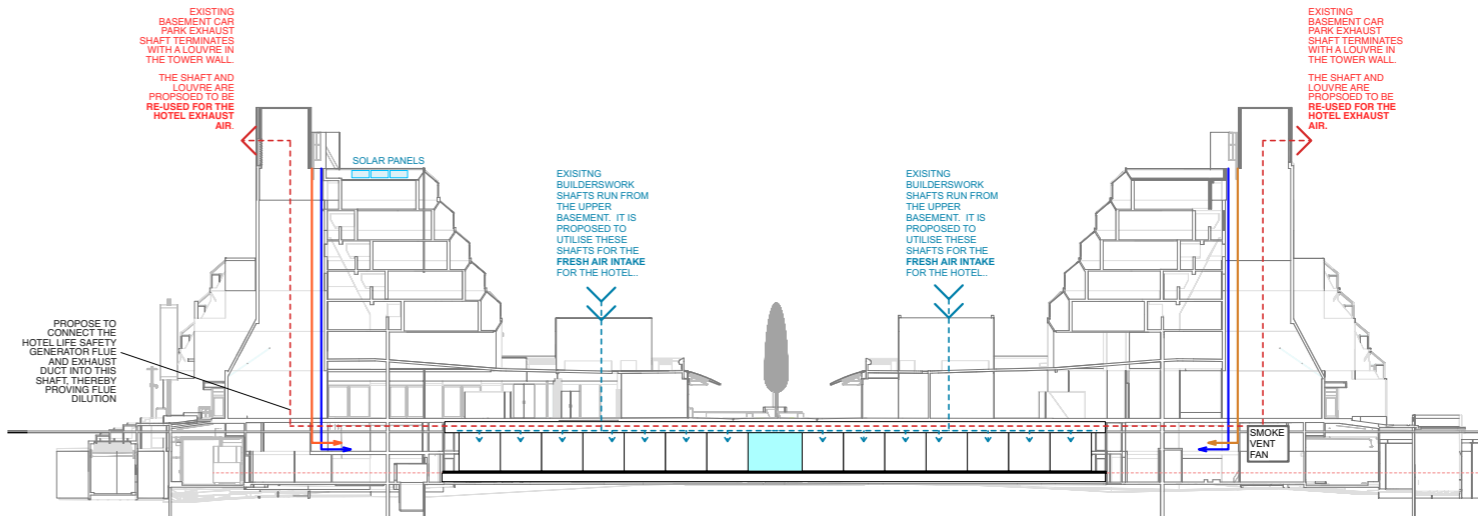 EXISTING
BASEMENT CAR
PARK EXHAUST
SHAFT TERMINATES
WITH A LOUVRE IN
THE TOWER WALL.
THE SHAFT AND
LOUVRE ARE
PROPSOED TO BE
RE-USED FOR THE
HOTEL EXHAUST
AIR.
EXISTING
BASEMENT CAR
PARK EXHAUST
SHAFT TERMINATES
WITH A LOUVRE IN
THE TOWER WALL.
THE SHAFT AND
LOUVRE ARE
PROPSOED TO BE
RE-USED FOR THE
HOTEL EXHAUST
AIR.
SOLAR PANELS
EXISITNG
BUILDERSWORK
SHAFTS RUN FROM
THE UPPER
BASEMENT. IT IS
PROPOSED TO
UTILISE THESE
SHAFTS FOR THE
FRESH AIR INTAKE
FOR THE HOTEL..
EXISITNG
BUILDERSWORK
SHAFTS RUN FROM
THE UPPER
BASEMENT. IT IS
PROPOSED TO
UTILISE THESE
SHAFTS FOR THE
FRESH AIR INTAKE
FOR THE HOTEL..
PROPOSE TO
CONNECT THE
HOTEL LIFE SAFETY
GENERATOR FLUE
AND EXHAUST
DUCT INTO THIS
SHAFT, THEREBY
PROVING FLUE
DILUTION
SMOKE
VENT
FAN